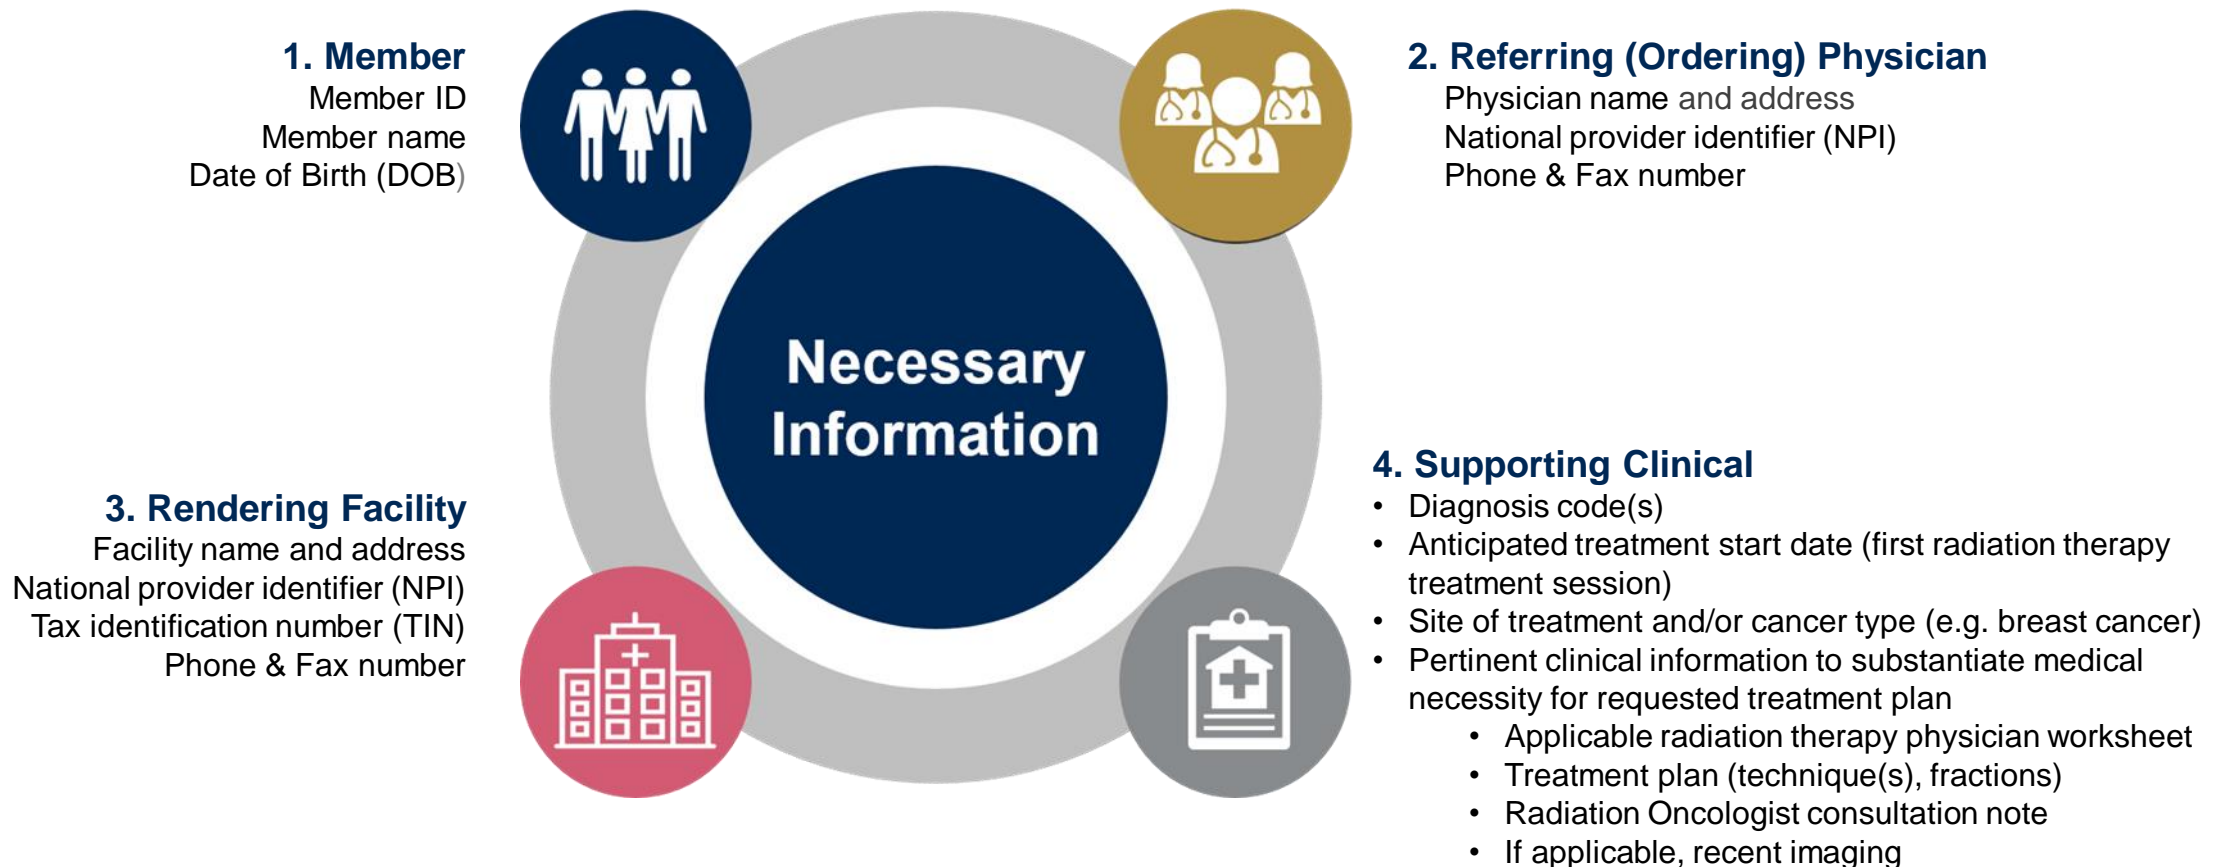 1. Member
Member ID
Member name
Date of Birth (DOB)
2. Referring (Ordering) Physician
Physician name and address
National provider identifier (NPI)
Phone & Fax number
Necessary
Information
3. Rendering Facility
Facility name and address
National provider identifier (NPI)
Tax identification number (TIN)
Phone & Fax number
4. Supporting Clinical
• Diagnosis code(s)
• Anticipated treatment start date (first radiation therapy
treatment session)
• Site of treatment and/or cancer type (e.g. breast cancer)
• Pertinent clinical information to substantiate medical
necessity for requested treatment plan
• Applicable radiation therapy physician worksheet
• Treatment plan (technique(s), fractions)
• Radiation Oncologist consultation note
• If applicable, recent imaging